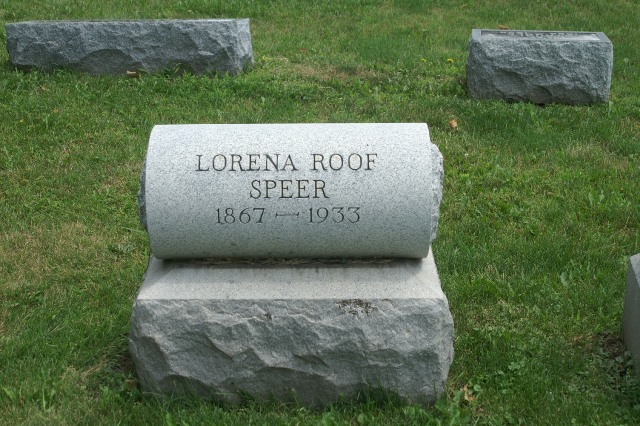 LORENA ROOF
SPEER
1867 — 1933